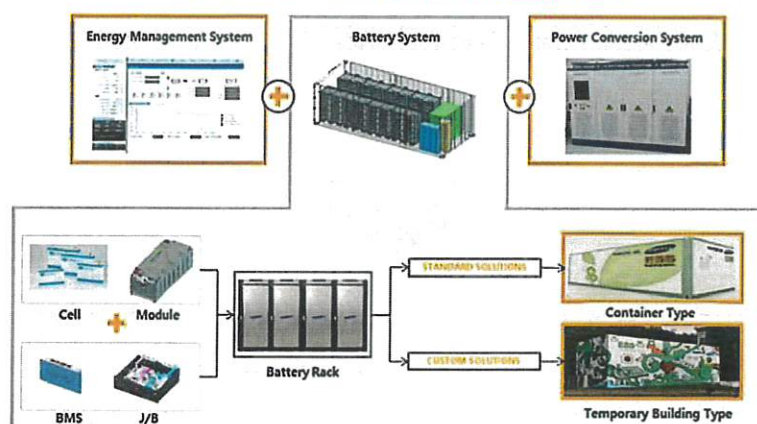 Energy Management System
Battery System
Power Conversion System
Cell
Module
BMS
J/B
Battery Rack
STANDARD SOLUTIONS
CUSTOM SOLUTIONS
Container Type
Temporary Building Type